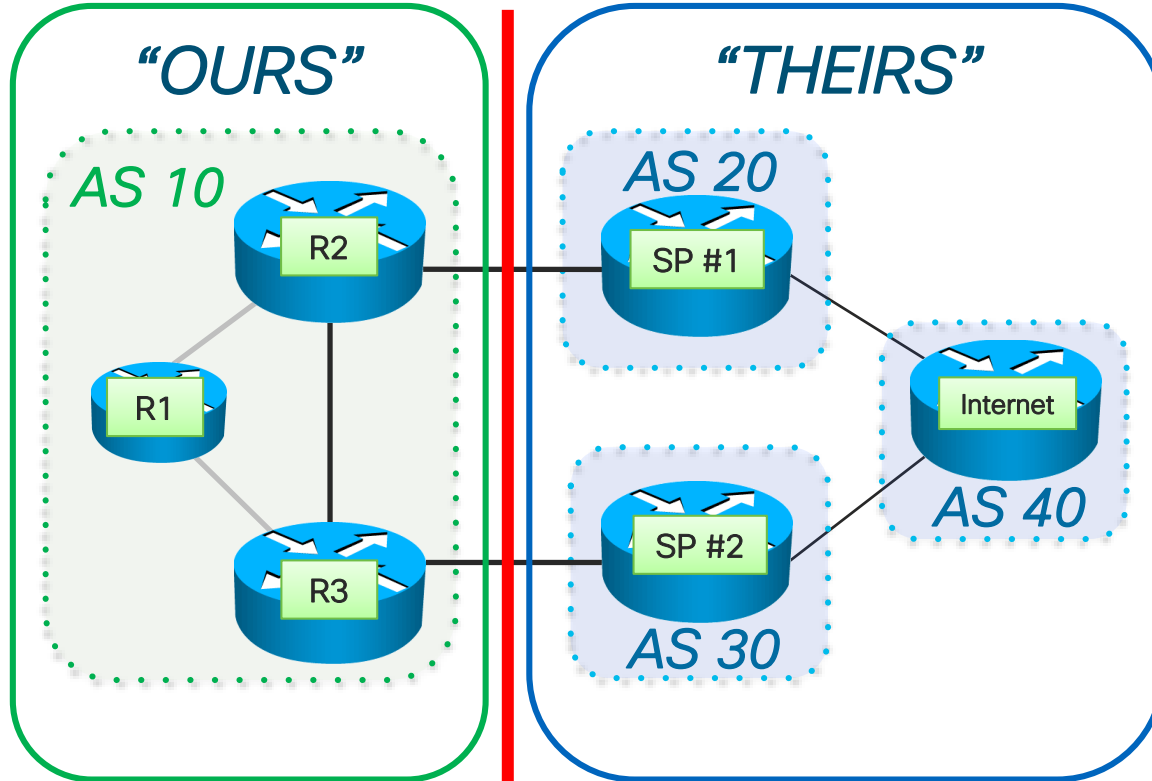 “OURS”
“THEIRS”
AS 10
R2
R1
R3
AS 20
SP #1
Internet
AS 40
SP #2
AS 30